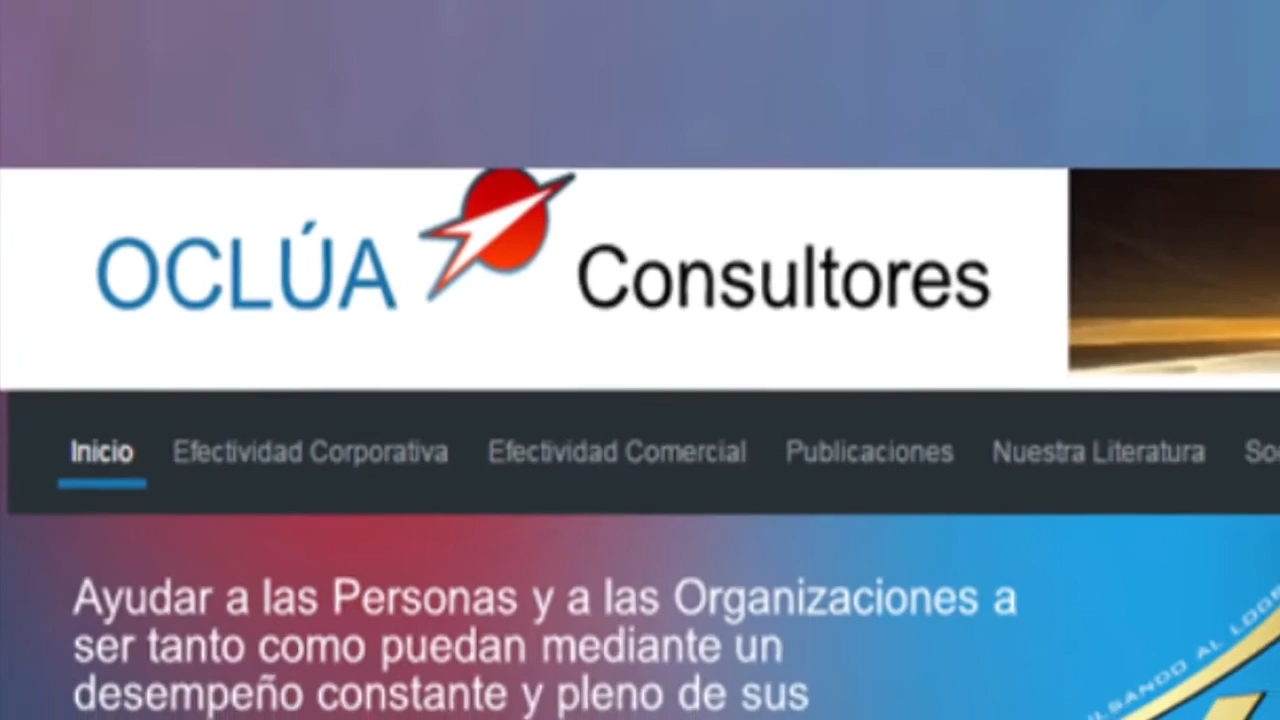 OCLÚA Consultores
Inicio Efectividad Corporativa Efectividad Comercial Publicaciones Nuestra Literatura
Ayudar a las Personas y a las Organizaciones a
ser tanto como puedan mediante un
desempeño constante y pleno de sus
AL